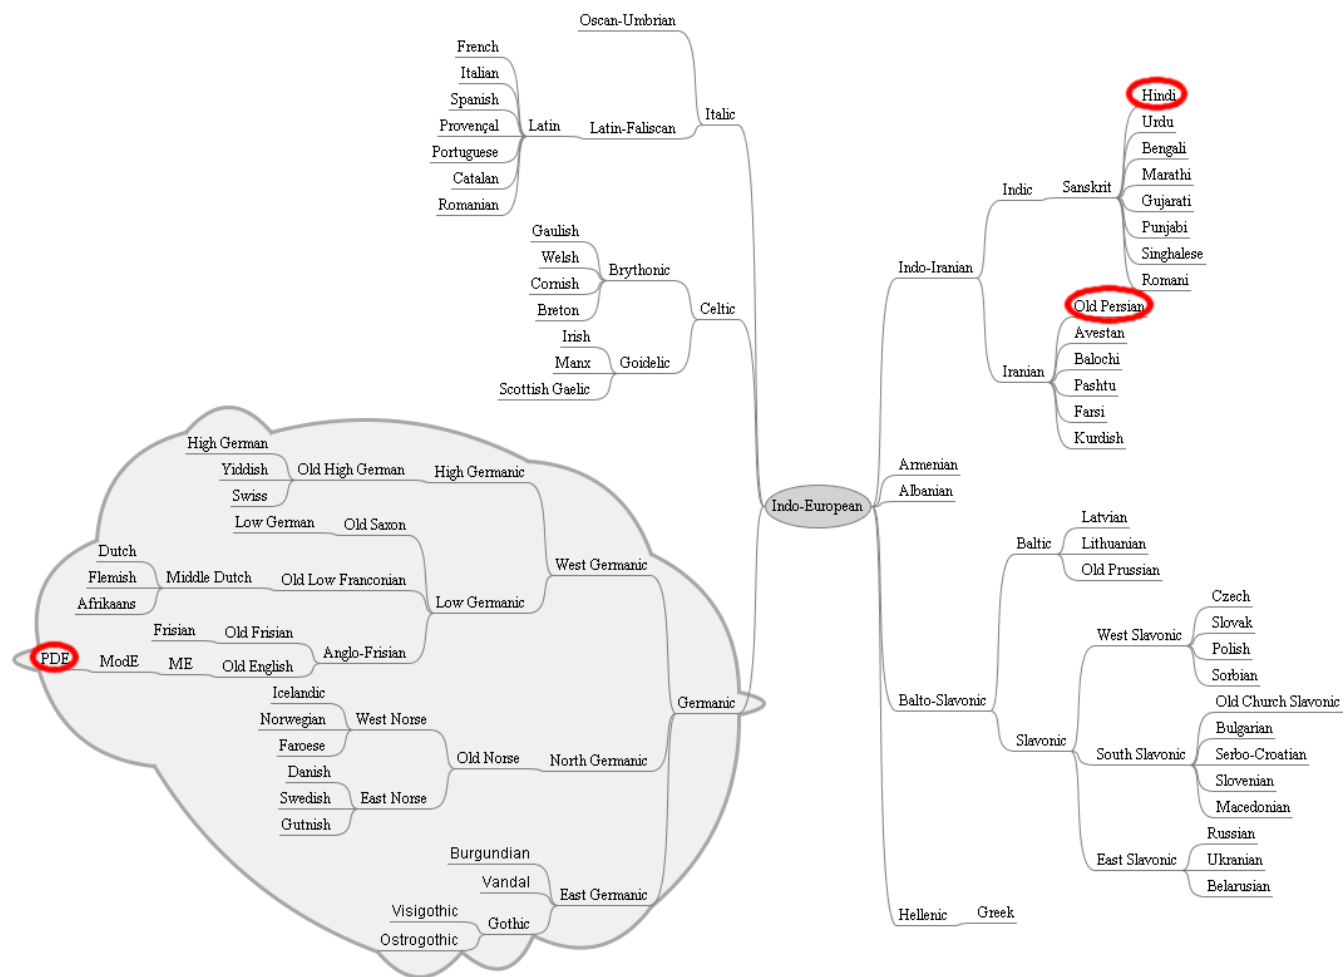 Oscan-Umbrian
French
Italian
Spanish
Provençal
Portuguese
Catalan
Romanian
Latin
Latin-Faliscan
Italic
Gaulish
Welsh
Cornish
Breton
Brythonic
Irish
Manx
Scottish Gaelic
Goidelic
Celtic
High German
Yiddish
Swiss
Old High German
High Germanic
Low German
Old Saxon
Dutch
Flemish
Afrikaans
Middle Dutch
Old Low Franconian
Low Germanic
West Germanic
Frisian
Old Frisian
Anglo-Frisian
PDE
ModE
ME
Old English
Icelandic
Norwegian
Faroese
West Norse
Danish
Swedish
Gutnish
East Norse
Old Norse
North Germanic
Germanic
Burgundian
Vandal
Visigothic
Ostrogothic
Gothic
East Germanic
Indo-European
Hindi
Urdu
Bengali
Marathi
Gujarati
Punjabi
Singhalese
Romani
Indic
Sanskrit
Indo-Iranian
Old Persian
Avestan
Balochi
Pashtu
Farsi
Kurdish
Iranian
Armenian
Albanian
Latvian
Lithuanian
Old Prussian
Baltic
Czech
Slovak
Polish
Sorbian
West Slavonic
Old Church Slavonic
Bulgarian
Serbo-Croatian
Slovenian
Macedonian
South Slavonic
Balto-Slavonic
Slavonic
Russian
Ukranian
Belarusian
East Slavonic
Hellenic
Greek